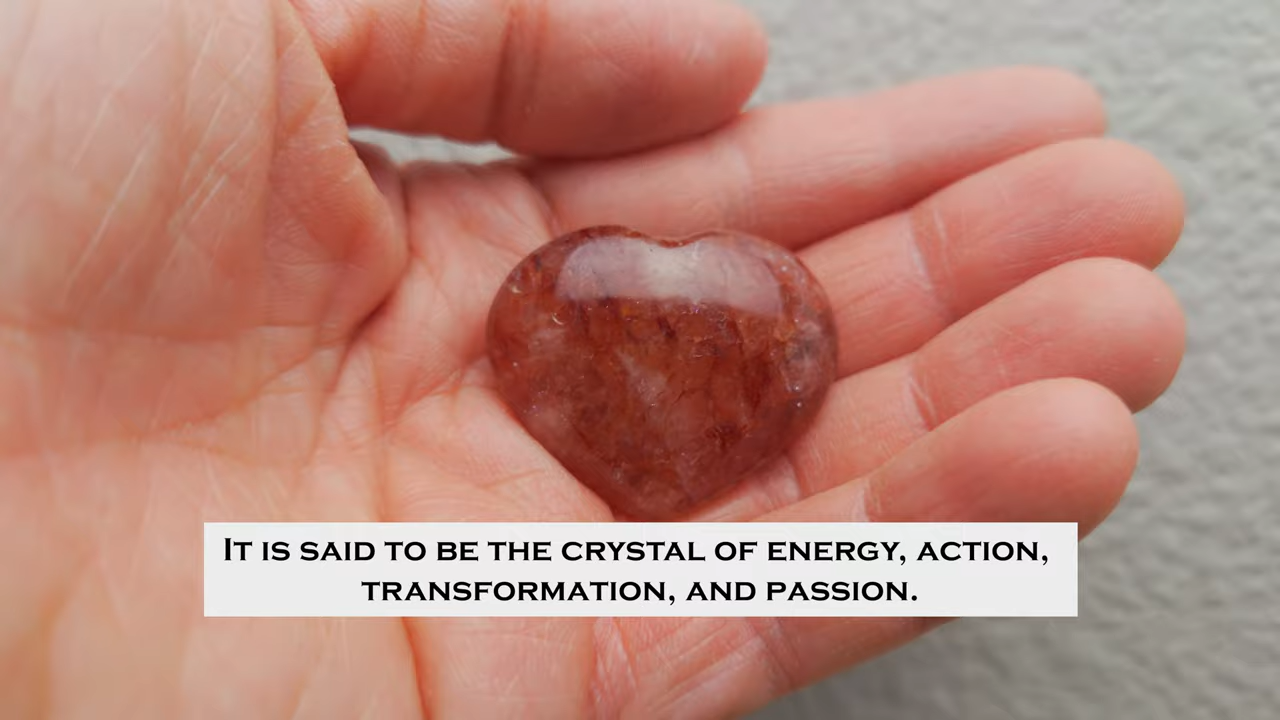 It is said to be the crystal of energy, action,
transformation, and passion.